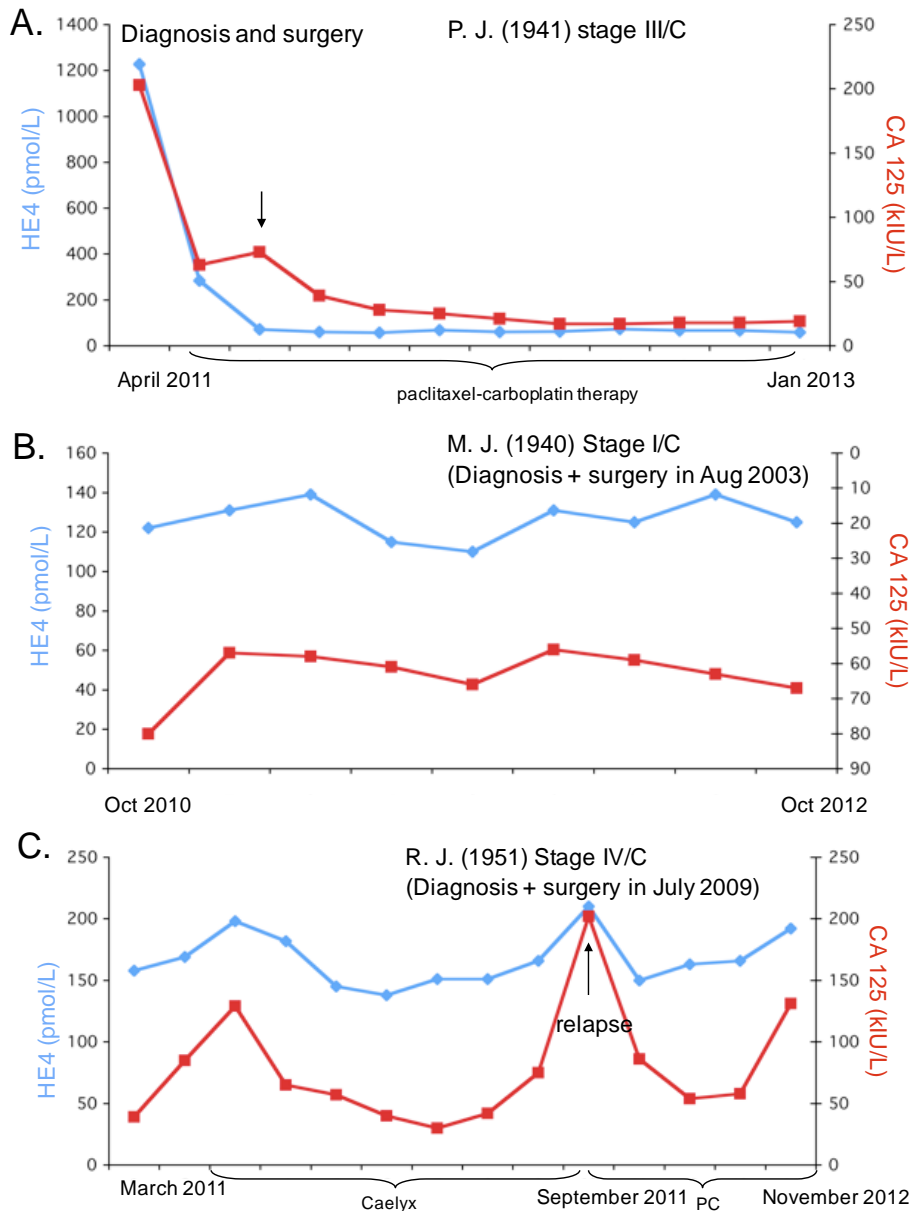 A.
Diagnosis and surgery
P. J. (1941) stage III/C
HE4 (pmol/L)
1400
1200
1000
800
600
400
200
0
250
200
150
100
50
0
CA 125 (kIU/L)
April 2011
paclitaxel-carboplatin therapy
Jan 2013
B.
M. J. (1940) Stage I/C
(Diagnosis + surgery in Aug 2003)
HE4 (pmol/L)
160
140
120
100
80
60
40
20
0
0
10
20
30
40
50
60
70
80
90
CA 125 (kIU/L)
Oct 2010
Oct 2012
C.
R. J. (1951) Stage IV/C
(Diagnosis + surgery in July 2009)
HE4 (pmol/L)
250
200
150
100
50
0
relapse
250
200
150
100
50
0
CA 125 (kIU/L)
March 2011
Caelyx
September 2011
PC
November 2012